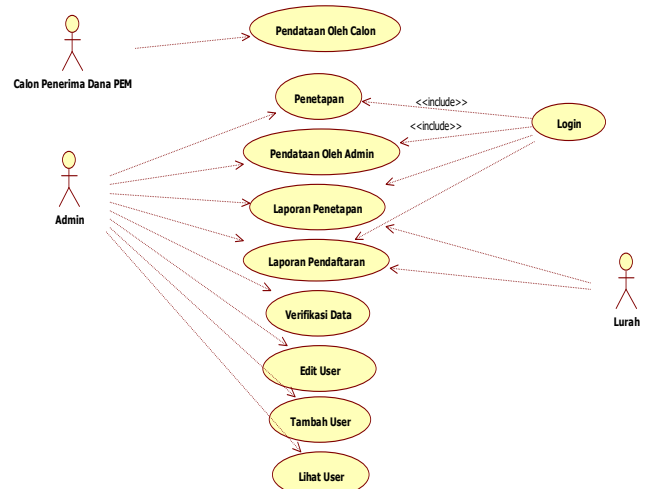 Pendataan Oleh Calon
Calon Penerima Dana PEM
Penetapan
<<include>>
Login
<<include>>
Pendataan Oleh Admin
Laporan Penetapan
Admin
Laporan Pendaftaran
Verifikasi Data
Lurah
Edit User
Tambah User
Lihat User